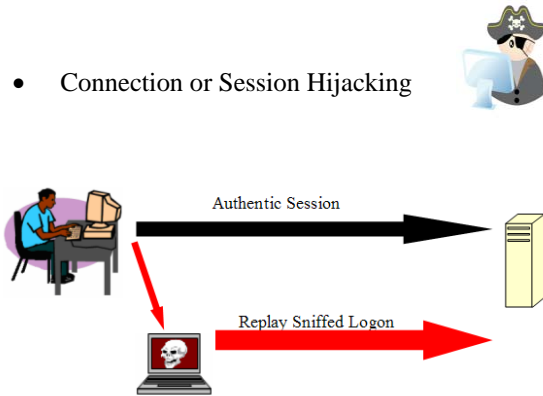 • Connection or Session Hijacking
Authentic Session
Replay Sniffed Logon